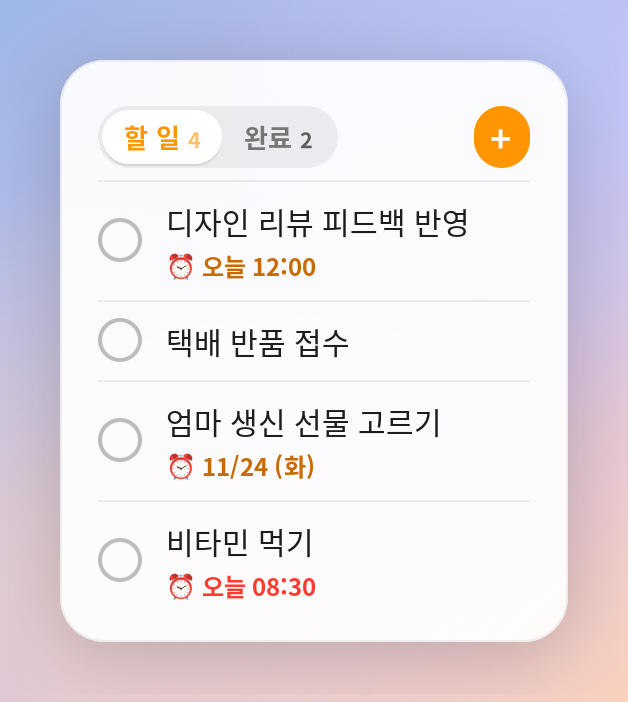 할 일 4 완료 2 +
디자인 리뷰 피드백 반영
⏰ 오늘 12:00
택배 반품 접수
엄마 생신 선물 고르기
⏰ 11/24 (화)
비타민 먹기
⏰ 오늘 08:30